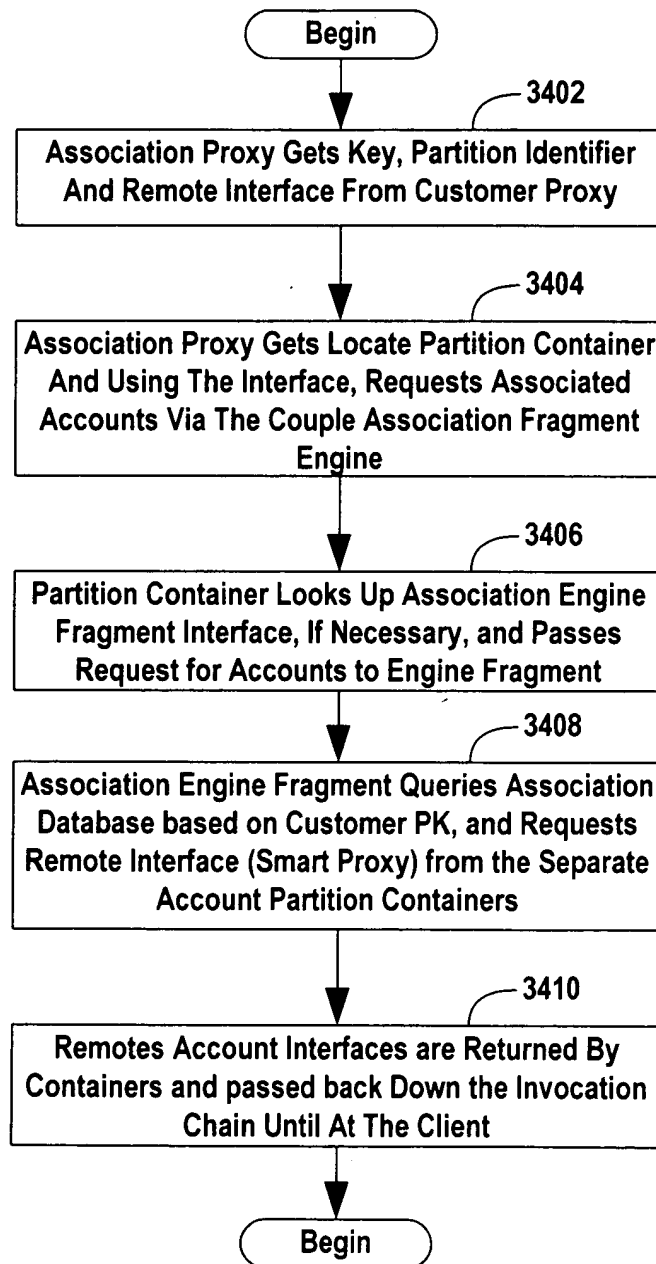 Begin
3402
Association Proxy Gets Key, Partition Identifier
And Remote Interface From Customer Proxy
3404
Association Proxy Gets Locate Partition Container
And Using The Interface, Requests Associated
Accounts Via The Couple Association Fragment
Engine
3406
Partition Container Looks Up Association Engine
Fragment Interface, If Necessary, and Passes
Request for Accounts to Engine Fragment
3408
Association Engine Fragment Queries Association
Database based on Customer PK, and Requests
Remote Interface (Smart Proxy) from the Separate
Account Partition Containers
3410
Remotes Account Interfaces are Returned By
Containers and passed back Down the Invocation
Chain Until At The Client
Begin